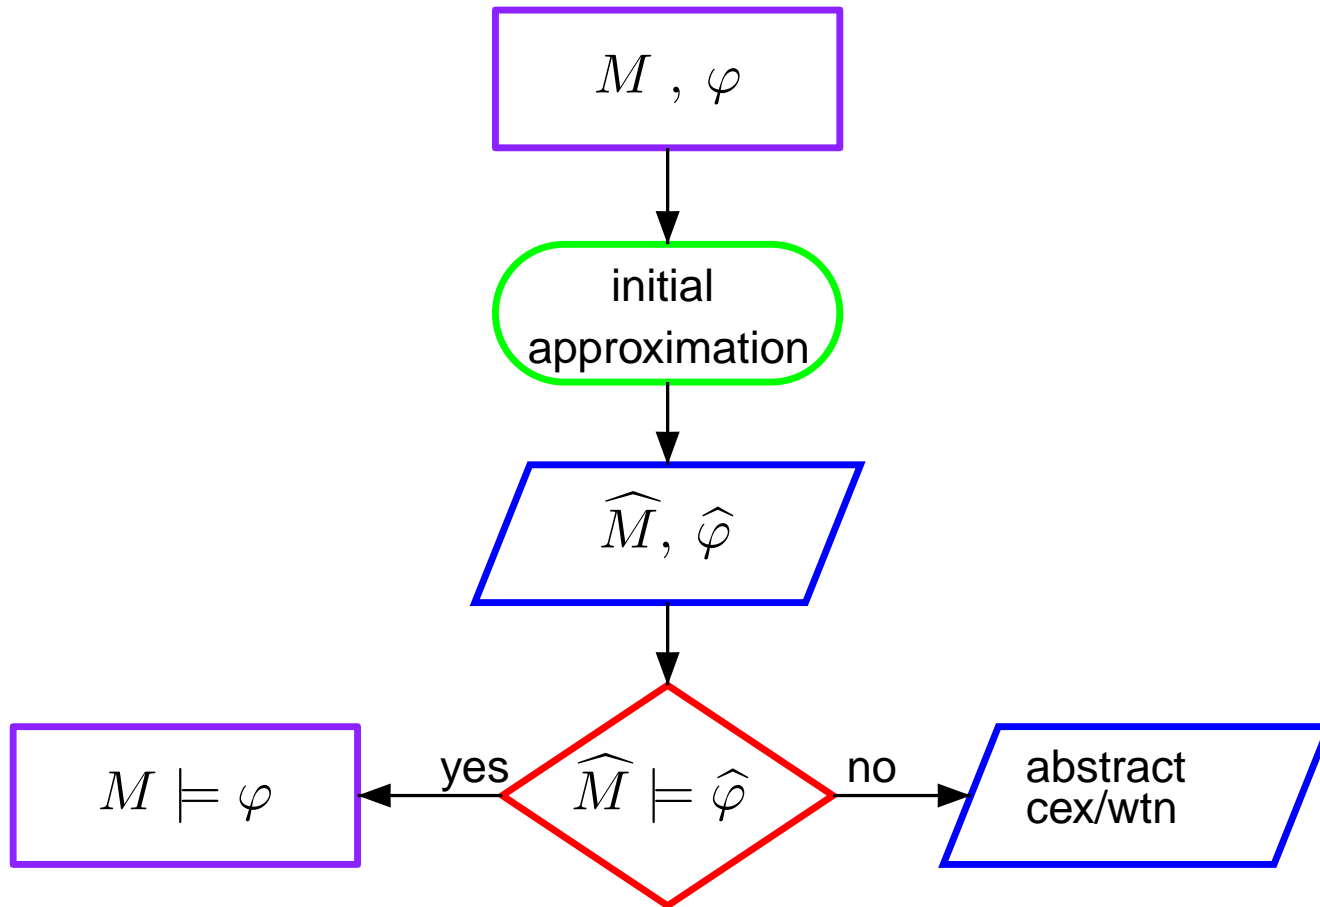 M , φ
initial
approximation
M̂, φ̂
yes
M̂ ⊨ φ̂
no
M ⊨ φ
abstract
cex/wtn